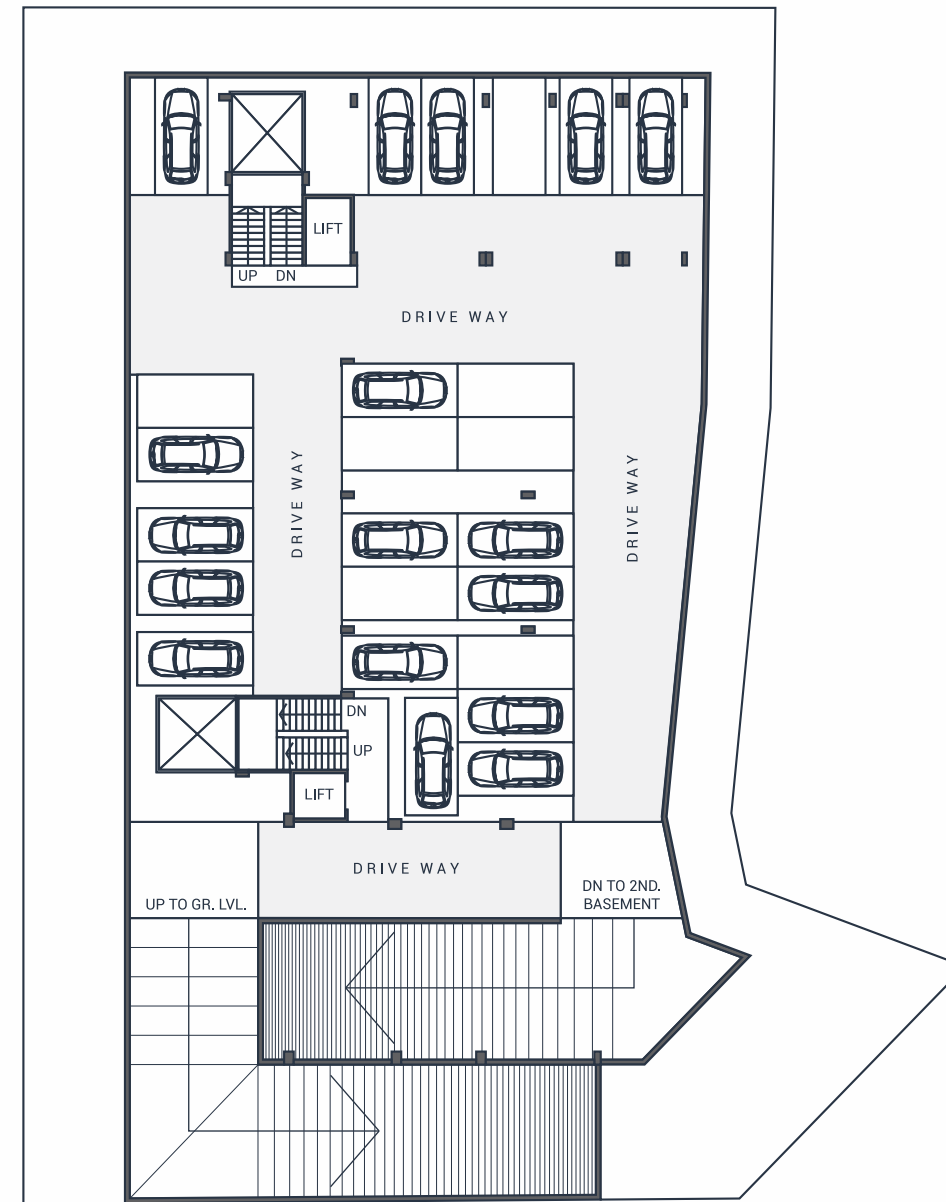 LIFT
UP DN
DRIVE WAY
DRIVE WAY
DRIVE WAY
DN
UP
LIFT
DRIVE WAY
UP TO GR. LVL.
DN TO 2ND.
BASEMENT